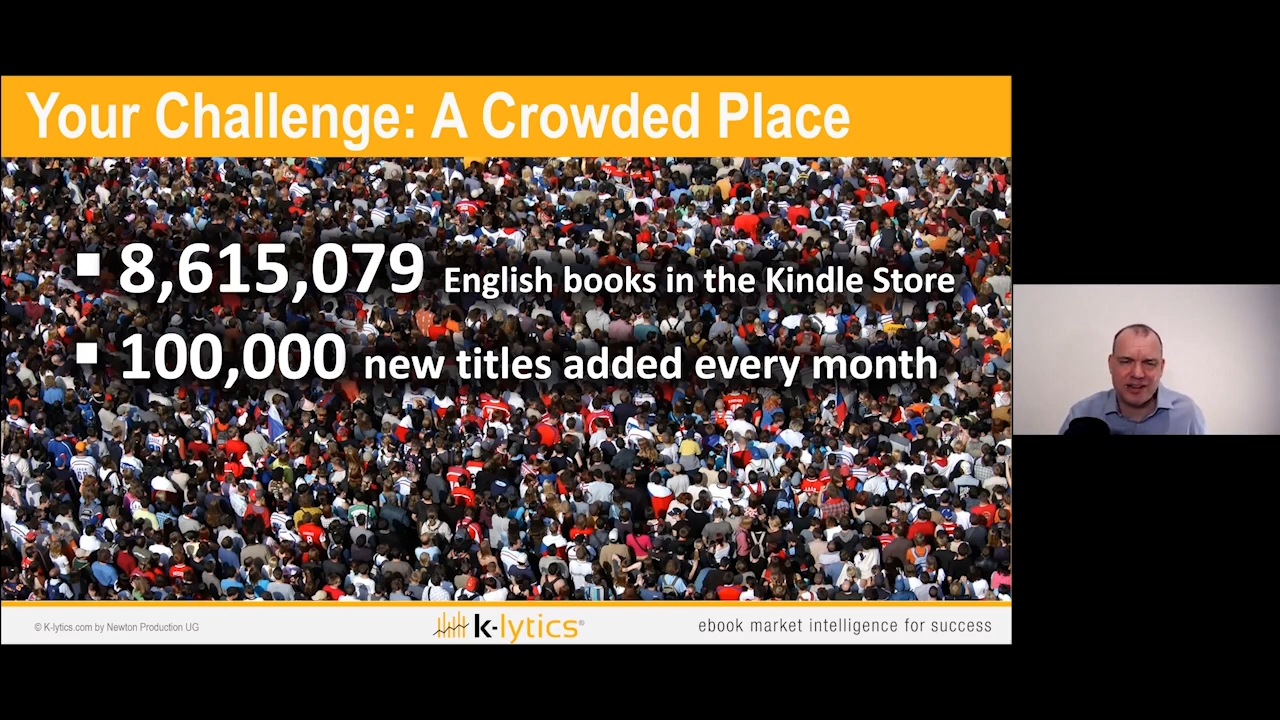 Your Challenge: A Crowded Place
▪ 8,615,079 English books in the Kindle Store
▪ 100,000 new titles added every month
© K-lytics.com by Newton Production UG
k-lytics®
ebook market intelligence for success